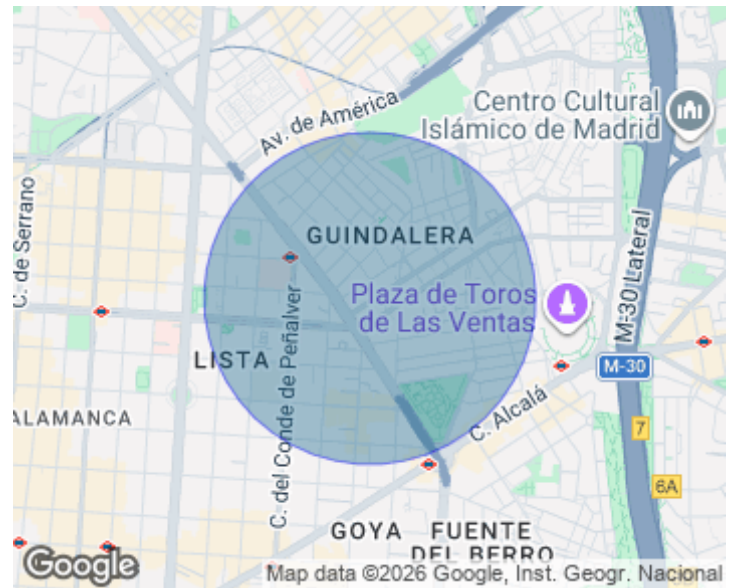 Av. de América
Centro Cultural
Islámico de Madrid
C. de Serrano
GUINDALERA
M-30 Lateral
Plaza de Toros
de Las Ventas
C. del Conde de Peñalver
LISTA
M-30
ALAMANCA
C. Alcalá
7
6A
GOYA
FUENTE
DEL BERRO
Google
Map data ©2026 Google, Inst. Geogr. Nacional